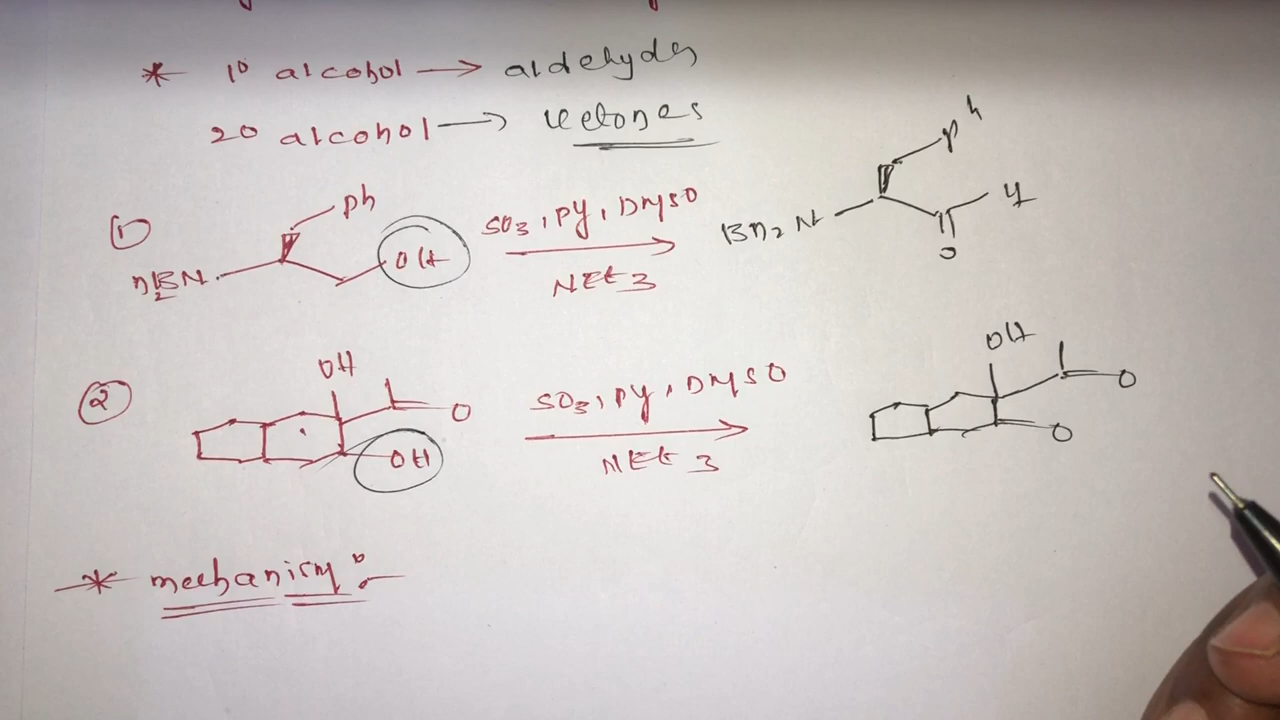 * 1° alcohol → aldehydes
2° alcohol → ketones
① Ph
Bn2N OH
SO3, Py, DMSO
NEt3
Ph
Bn2N H
O
② OH
O
OH
SO3, Py, DMSO
NEt3
OH
O
O
* mechanism:-